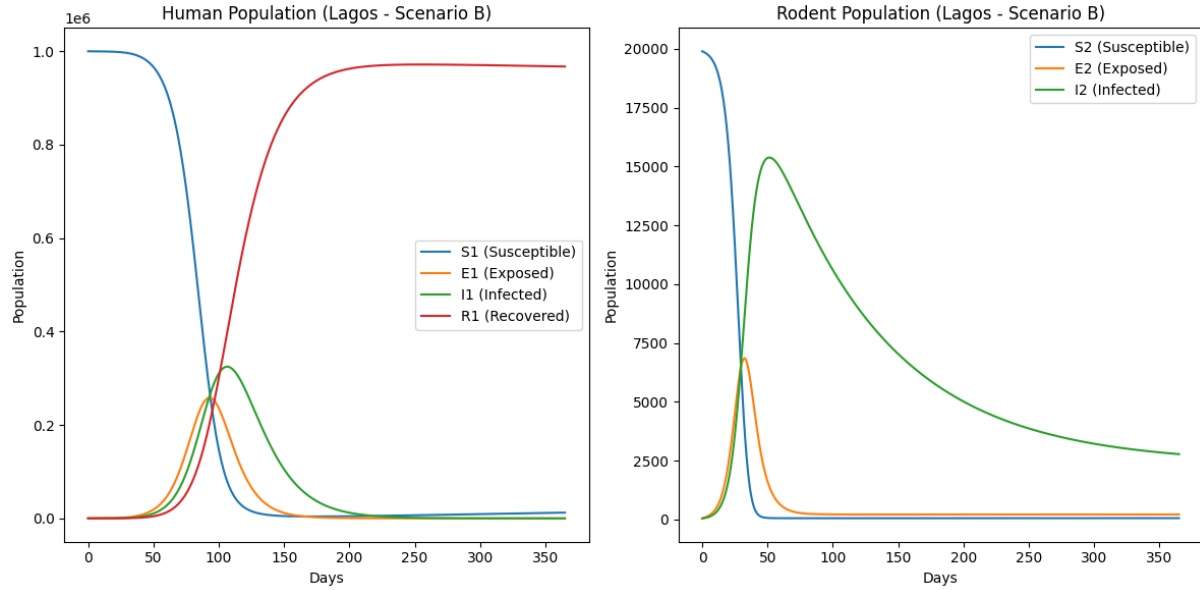 Human Population (Lagos - Scenario B)
1e6
1.0
0.8
0.6
0.4
0.2
0.0
Population
S1 (Susceptible)
E1 (Exposed)
I1 (Infected)
R1 (Recovered)
0 50 100 150 200 250 300 350
Days
Rodent Population (Lagos - Scenario B)
20000
17500
15000
12500
10000
7500
5000
2500
0
Population
S2 (Susceptible)
E2 (Exposed)
I2 (Infected)
0 50 100 150 200 250 300 350
Days